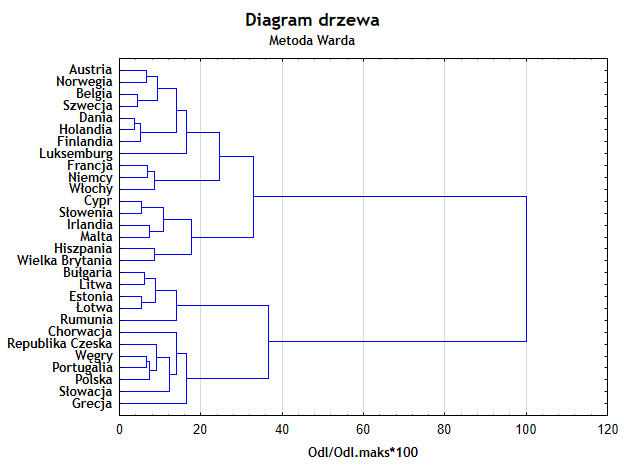 Diagram drzewa
Metoda Warda
Austria
Norwegia
Belgia
Szwecja
Dania
Holandia
Finlandia
Luksemburg
Francja
Niemcy
Włochy
Cypr
Słowenia
Irlandia
Malta
Hiszpania
Wielka Brytania
Bułgaria
Litwa
Estonia
Łotwa
Rumunia
Chorwacja
Republika Czeska
Węgry
Portugalia
Polska
Słowacja
Grecja
0 20 40 60 80 100 120
Odl/Odl.maks*100